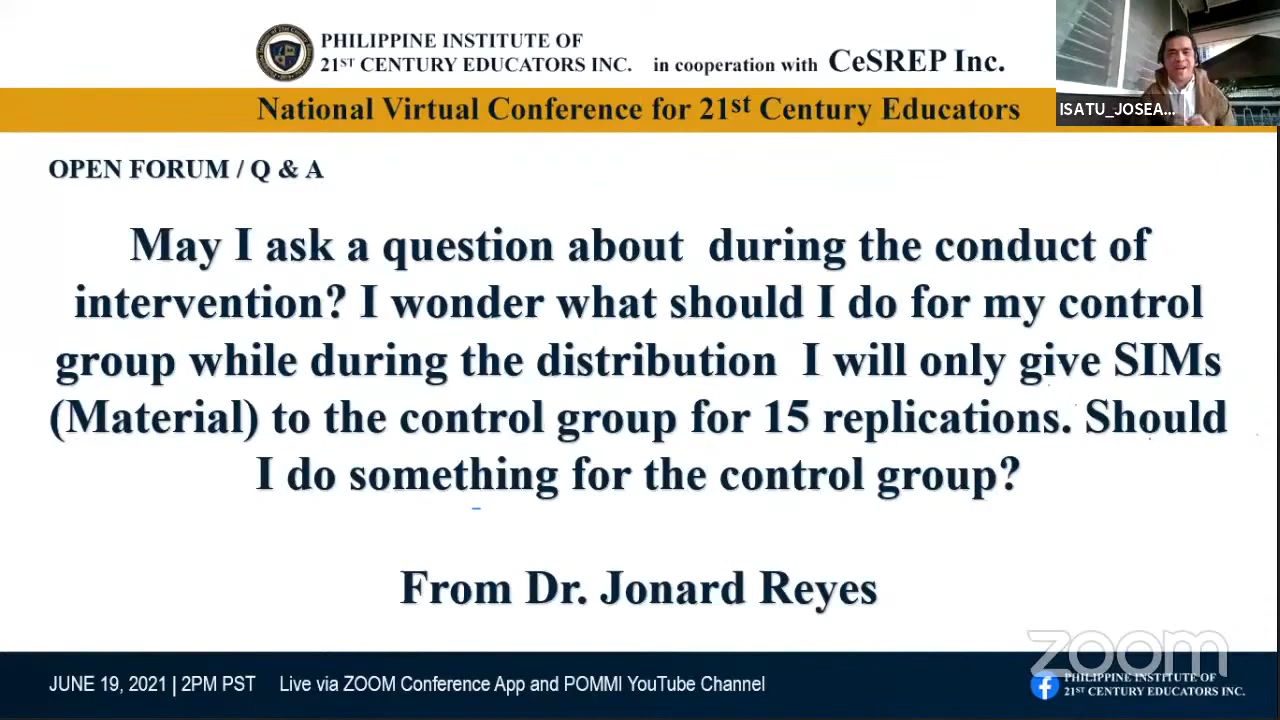 PHILIPPINE INSTITUTE OF
21ST CENTURY EDUCATORS INC. in cooperation with CeSREP Inc.
National Virtual Conference for 21st Century Educators
ISATU_JOSEA...
OPEN FORUM / Q & A
May I ask a question about during the conduct of
intervention? I wonder what should I do for my control
group while during the distribution I will only give SIMs
(Material) to the control group for 15 replications. Should
I do something for the control group?
From Dr. Jonard Reyes
zoom
JUNE 19, 2021 | 2PM PST Live via ZOOM Conference App and POMMI YouTube Channel
PHILIPPINE INSTITUTE OF
21ST CENTURY EDUCATORS INC.